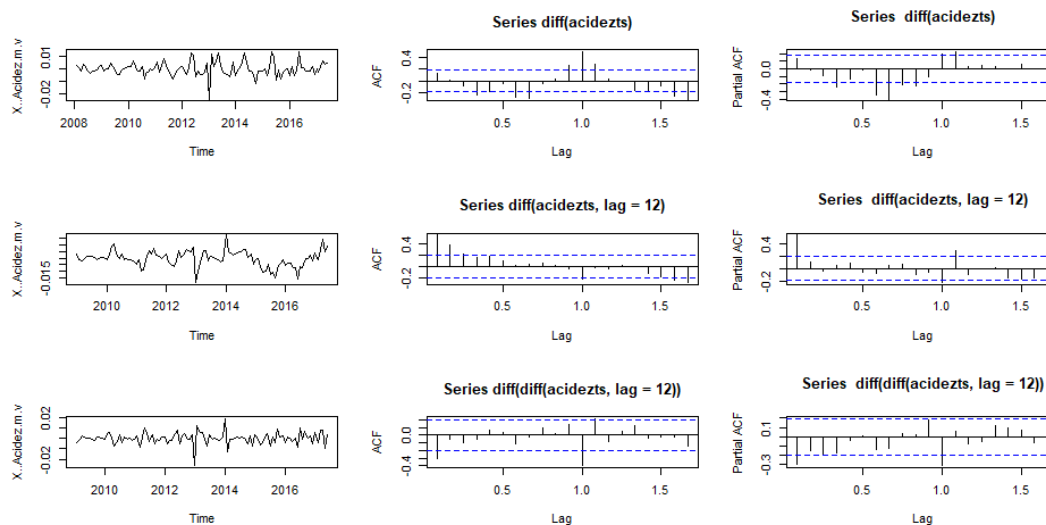 Series diff(acidezts)
Series diff(acidezts)
X..Acidez.m.v
0.01
-0.02
2008 2010 2012 2014 2016
Time
ACF
0.4
-0.2
0.5 1.0 1.5
Lag
Partial ACF
0.0
-0.4
0.5 1.0 1.5
Lag
Series diff(acidezts, lag = 12)
Series diff(acidezts, lag = 12)
X..Acidez.m.v
-0.015
2010 2012 2014 2016
Time
ACF
0.4
-0.2
0.5 1.0 1.5
Lag
Partial ACF
0.4
-0.2
0.5 1.0 1.5
Lag
Series diff(diff(acidezts, lag = 12))
Series diff(diff(acidezts, lag = 12))
X..Acidez.m.v
0.02
-0.02
2010 2012 2014 2016
Time
ACF
0.0
-0.4
0.5 1.0 1.5
Lag
Partial ACF
0.1
-0.3
0.5 1.0 1.5
Lag